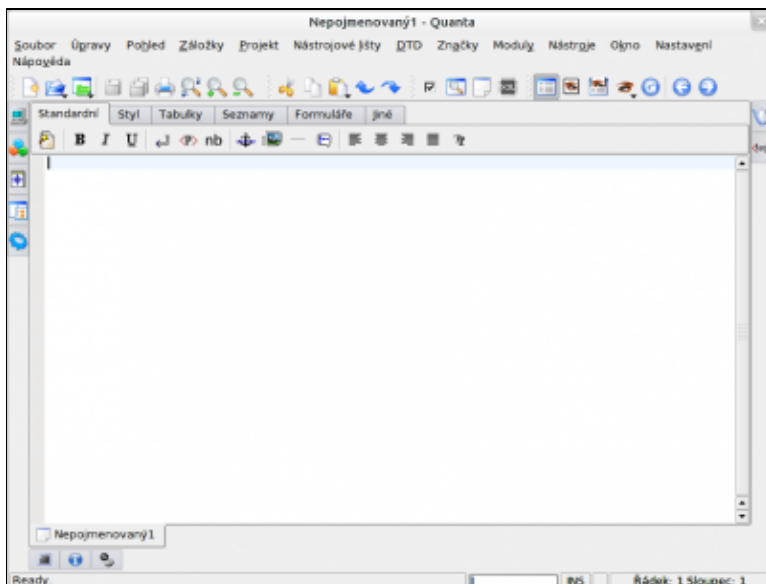 Nepojmenovaný1 - Quanta
Soubor Úpravy Pohled Záložky Projekt Nástrojové lišty DTD Značky Moduly Nástroje Okno Nastavení
Nápověda
Standardní Styl Tabulky Seznamy Formuláře Jiné
B I U nb
Nepojmenovaný1
Ready. INS Řádek: 1 Sloupec: 1